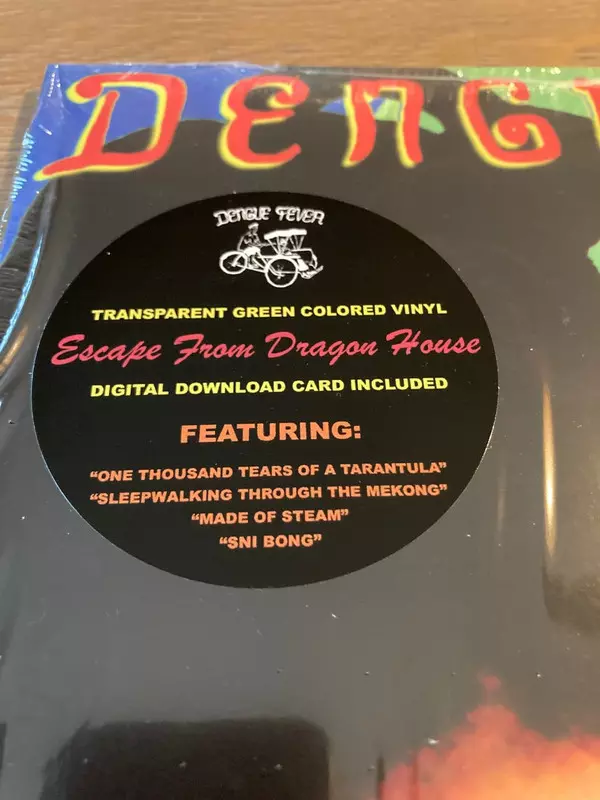 DENG
DENGUE FEVER
TRANSPARENT GREEN COLORED VINYL
Escape From Dragon House
DIGITAL DOWNLOAD CARD INCLUDED
FEATURING:
“ONE THOUSAND TEARS OF A TARANTULA”
“SLEEPWALKING THROUGH THE MEKONG”
“MADE OF STEAM”
“SNI BONG”